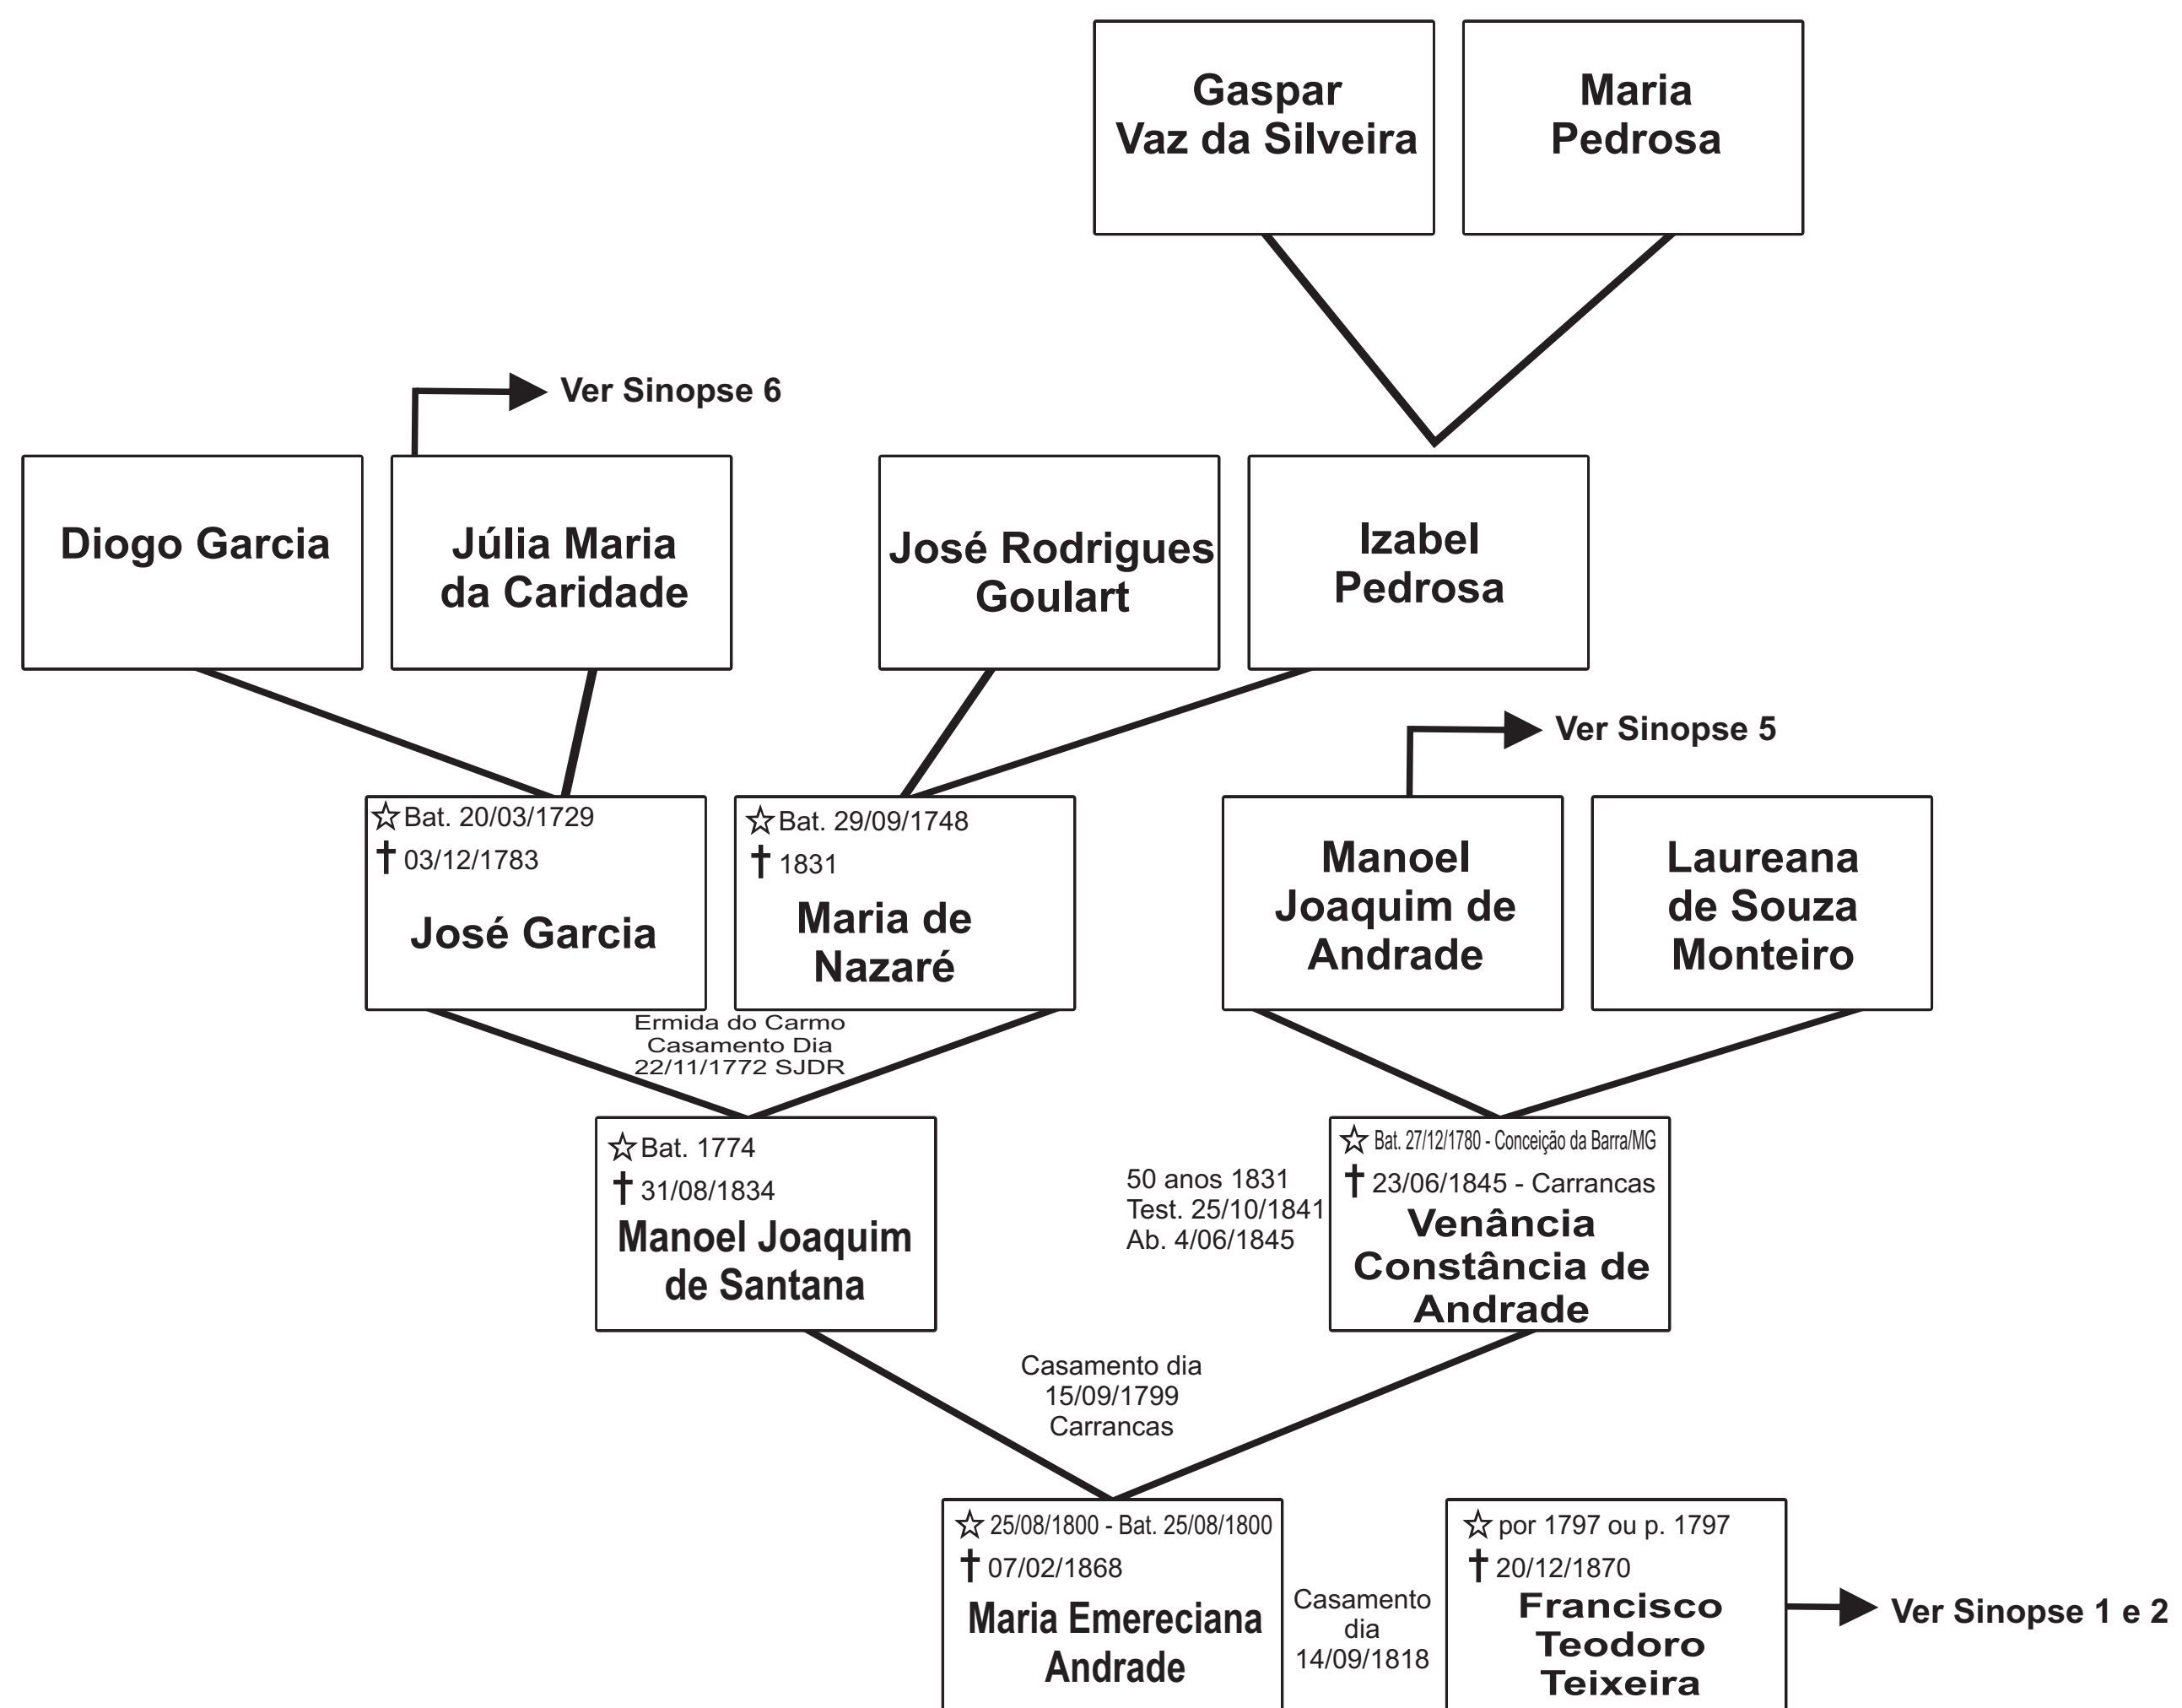 Gaspar
Vaz da Silveira
Maria
Pedrosa
Ver Sinopse 6
Diogo Garcia
Júlia Maria
da Caridade
José Rodrigues
Goulart
Izabel
Pedrosa
Ver Sinopse 5
Bat. 20/03/1729
03/12/1783
José Garcia
Bat. 29/09/1748
1831
Maria de
Nazaré
Manoel
Joaquim de
Andrade
Laureana
de Souza
Monteiro
Ermida do Carmo
Casamento Dia
22/11/1772 SJDR
Bat. 1774
31/08/1834
Manoel Joaquim
de Santana
50 anos 1831
Test. 25/10/1841
Ab. 4/06/1845
Bat. 27/12/1780 - Conceição da Barra/MG
23/06/1845 - Carrancas
Venância
Constância de
Andrade
Casamento dia
15/09/1799
Carrancas
25/08/1800 - Bat. 25/08/1800
07/02/1868
Maria Emereciana
Andrade
Casamento
dia
14/09/1818
por 1797 ou p. 1797
20/12/1870
Francisco
Teodoro
Teixeira
Ver Sinopse 1 e 2